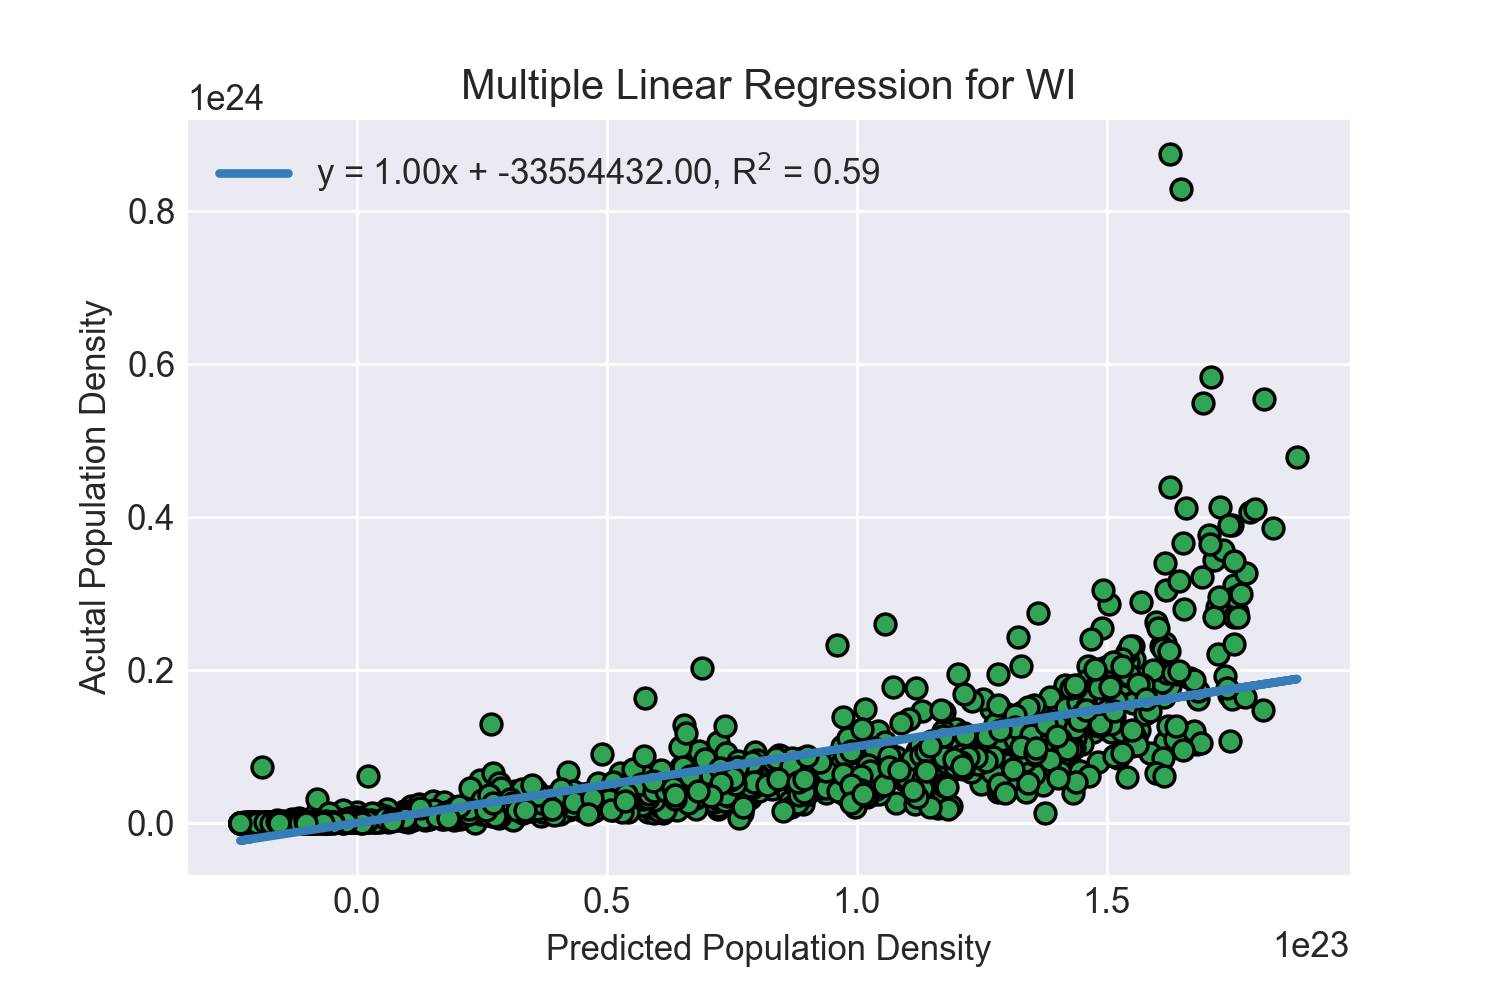 Multiple Linear Regression for WI
1e24
y = 1.00x + -33554432.00, R² = 0.59
0.8
0.6
0.4
0.2
0.0
Acutal Population Density
0.0 0.5 1.0 1.5
Predicted Population Density
1e23